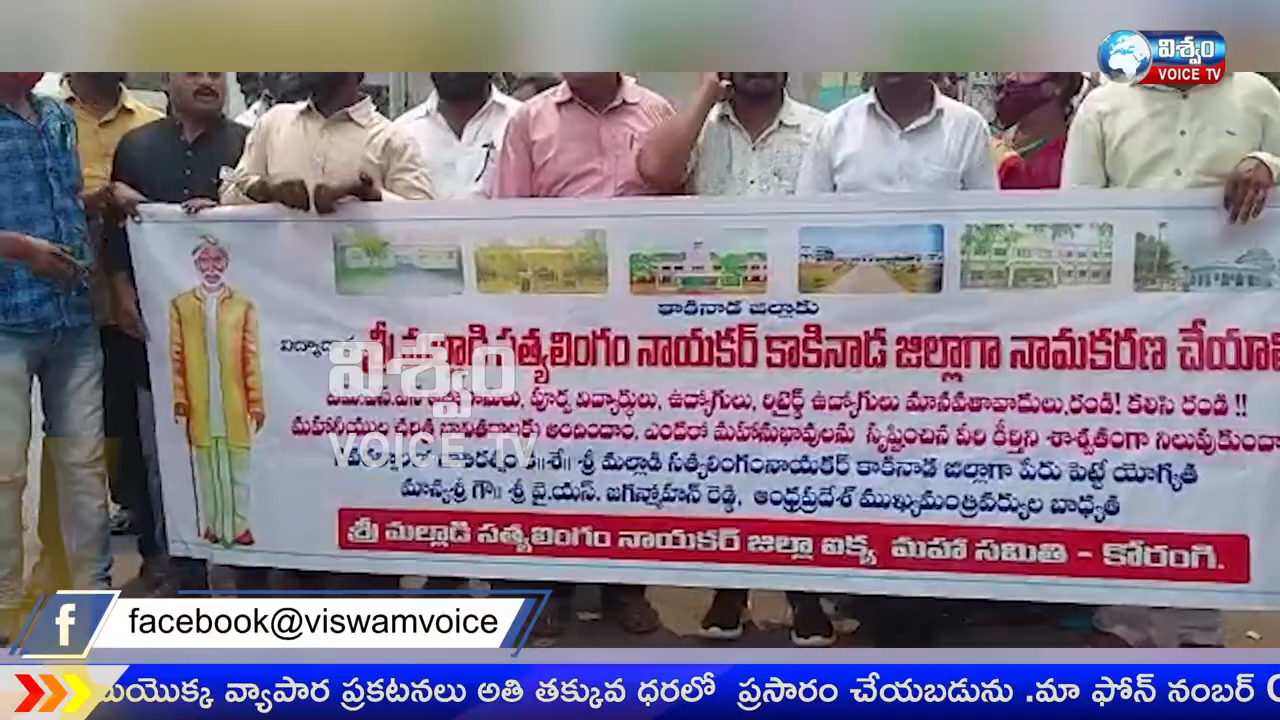 విశ్వం
VOICE TV
కాకినాడ జిల్లాకు
శ్రీ సత్యలింగం నాయకర్ కాకినాడ జిల్లాగా నామకరణ
పూర్వ విద్యార్థులు, ఉద్యోగులు, రిటైర్డ్ ఉద్యోగులు మానవతావాదులు,రండి! కలిసి రండి !!
మహనీయుల చరిత్ర అందిద్దాం, ఎందరో మహానుభావులను సృష్టించిన వీరి కీర్తిని శాశ్వతంగా
శ్రీ మల్లాడి సత్యలింగంనాయకర్ కాకినాడ జిల్లాగా పేరు పెట్టే యోగ్యత
మాన్యశ్రీ గౌ॥ శ్రీ వై.యస్. జగన్మోహన్ రెడ్డి, ఆంధ్రప్రదేశ్ ముఖ్యమంత్రివర్యుల బాధ్యత
శ్రీ మల్లాడి సత్యలింగం నాయకర్ జిల్లా ఐక్య మహా సమితి - కోరంగి.
విశ్వం
VOICE TV
f facebook@viswamvoice
వ్యాపార ప్రకటనలు అతి తక్కువ ధరలో ప్రసారం చేయబడును .మా ఫోన్ నంబర్